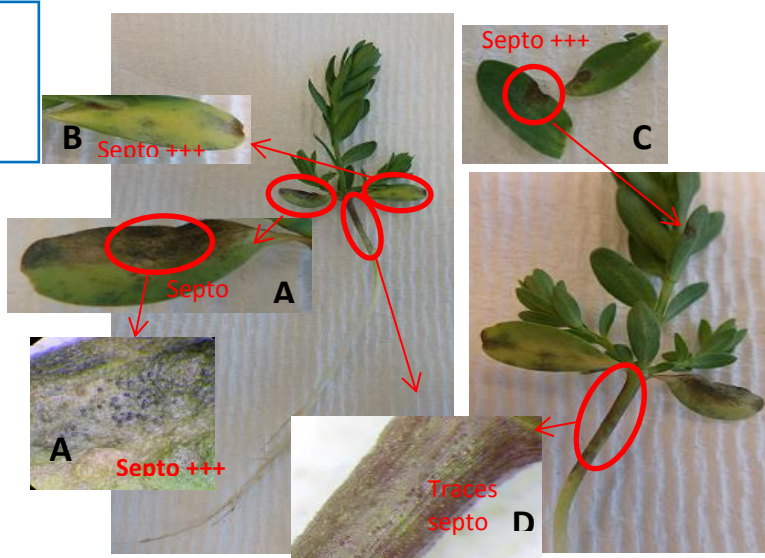 Septo +++
B
Septo +++
C
Septo
A
A
Septo +++
Traces
septo
D